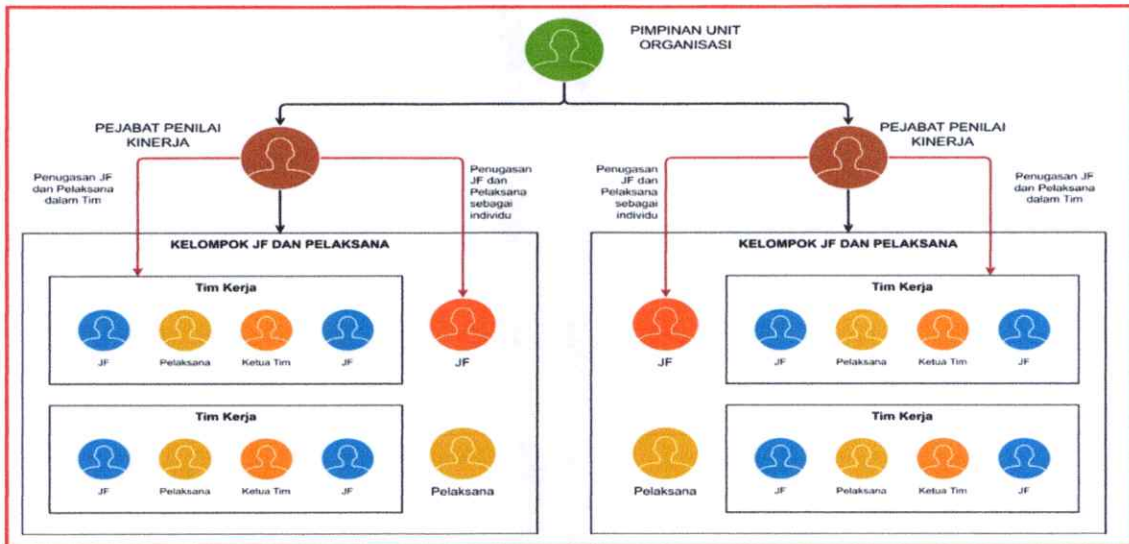 PIMPINAN UNIT
ORGANISASI
PEJABAT PENILAI
KINERJA
Penugasan JF
dan Pelaksana
dalam Tim
Penugasan
JF dan
Pelaksana
sebagai
individu
KELOMPOK JF DAN PELAKSANA
Tim Kerja
JF
Pelaksana
Ketua Tim
JF
JF
Tim Kerja
JF
Pelaksana
Ketua Tim
JF
Pelaksana
PEJABAT PENILAI
KINERJA
Penugasan
JF dan
Pelaksana
sebagai
individu
Penugasan JF
dan Pelaksana
dalam Tim
KELOMPOK JF DAN PELAKSANA
JF
Tim Kerja
JF
Pelaksana
Ketua Tim
JF
Pelaksana
Tim Kerja
JF
Pelaksana
Ketua Tim
JF